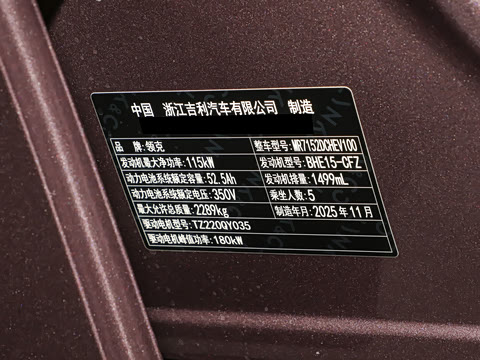 中国 浙江吉利汽车有限公司 制造
品 牌:领克 整车型号:MR7152DCHEV100
发动机最大净功率:115kW 发动机型号:BHE15-CFZ
动力电池系统额定容量:52.5Ah 发动机排量:1499mL
动力电池系统额定电压:350V 乘坐人数:5
最大允许总质量:2289kg 制造年月:2025年11月
驱动电机型号:TZ220QY035
驱动电机峰值功率:180kW